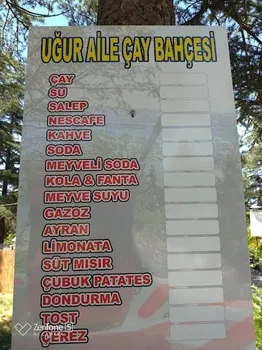 UĞUR AİLE ÇAY BAHÇESİ
ÇAY
SU
SALEP
NESCAFE
KAHVE
SODA
MEYVELİ SODA
KOLA & FANTA
MEYVE SUYU
GAZOZ
AYRAN
LİMONATA
SÜT MISIR
ÇUBUK PATATES
DONDURMA
TOST
ÇEREZ
Zenfone 5